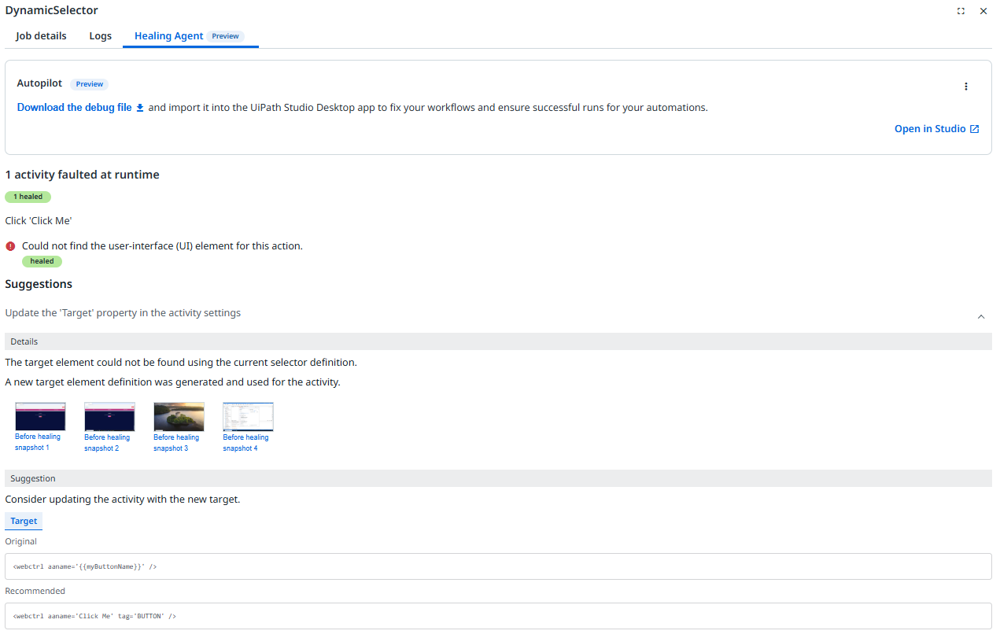 DynamicSelector
Job details Logs Healing Agent Preview
Autopilot Preview
Download the debug file and import it into the UiPath Studio Desktop app to fix your workflows and ensure successful runs for your automations.
Open in Studio
1 activity faulted at runtime
1 healed
Click 'Click Me'
Could not find the user-interface (UI) element for this action.
healed
Suggestions
Update the 'Target' property in the activity settings
Details
The target element could not be found using the current selector definition.
A new target element definition was generated and used for the activity.
Before healing snapshot 1
Before healing snapshot 2
Before healing snapshot 3
Before healing snapshot 4
Suggestion
Consider updating the activity with the new target.
Target
Original
<webctrl aaname='{{myButtonName}}' />
Recommended
<webctrl aaname='Click Me' tag='BUTTON' />